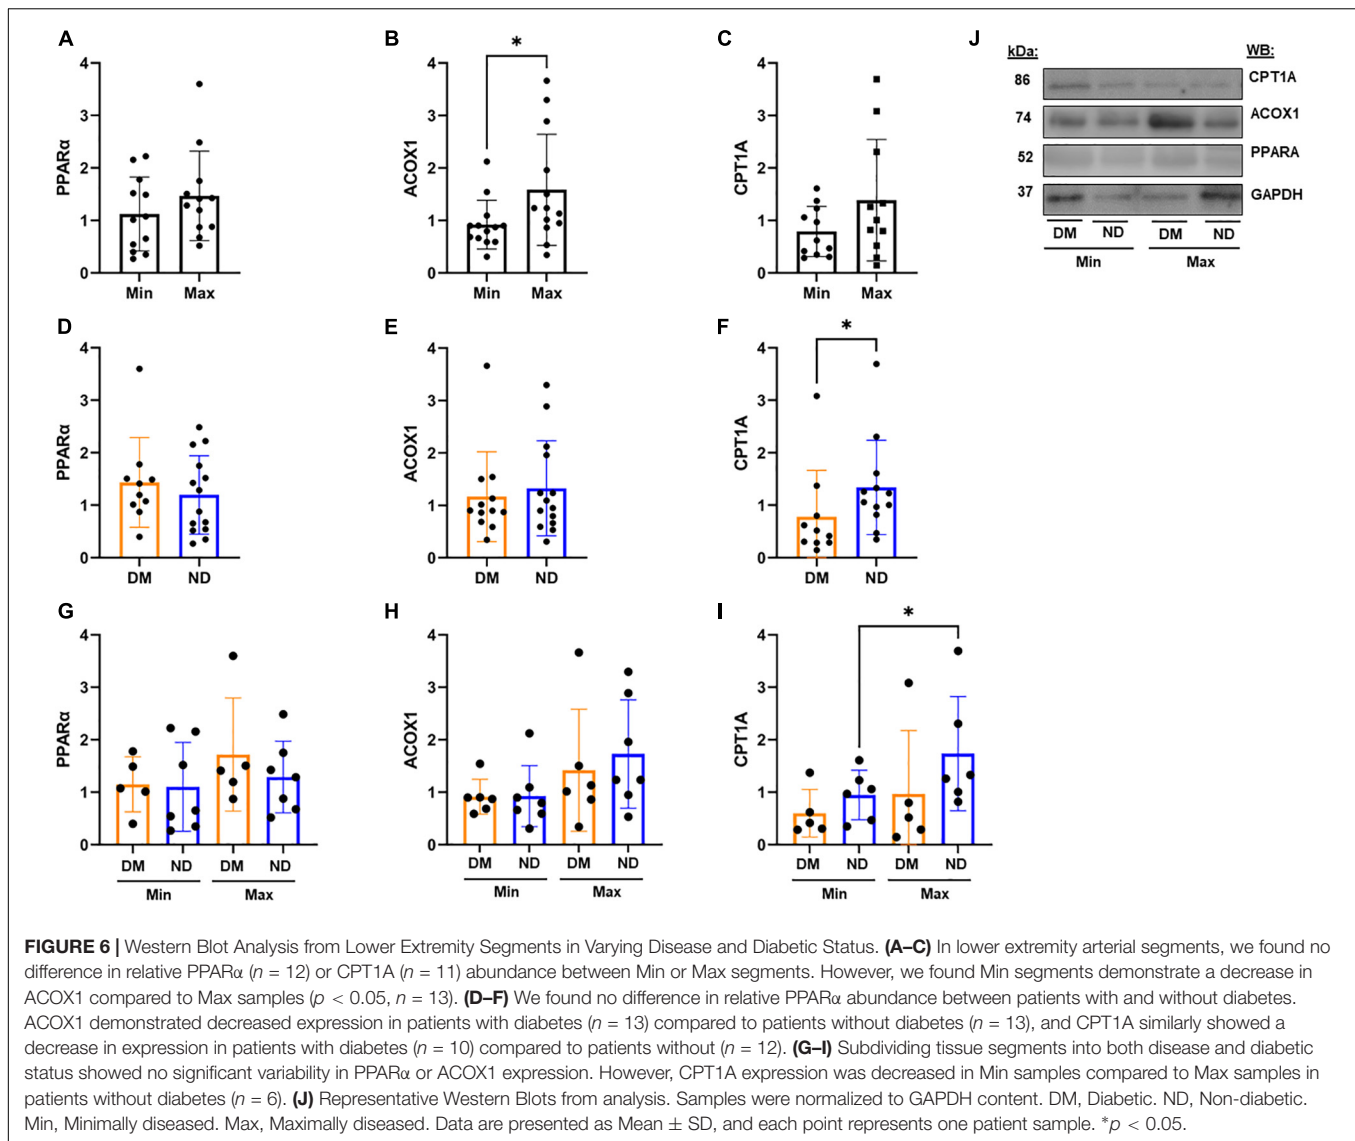 A
B
C
J
*
kDa:
WB:
86
CPT1A
74
ACOX1
52
PPARA
37
GAPDH
DM ND DM ND
Min Max
PPARα
4
3
2
1
0
Min Max
ACOX1
4
3
2
1
0
Min Max
CPT1A
4
3
2
1
0
Min Max
D
E
F
*
PPARα
4
3
2
1
0
DM ND
ACOX1
4
3
2
1
0
DM ND
CPT1A
4
3
2
1
0
DM ND
G
H
I
*
PPARα
4
3
2
1
0
DM ND DM ND
Min Max
ACOX1
4
3
2
1
0
DM ND DM ND
Min Max
CPT1A
4
3
2
1
0
DM ND DM ND
Min Max
FIGURE 6 | Western Blot Analysis from Lower Extremity Segments in Varying Disease and Diabetic Status. (A–C) In lower extremity arterial segments, we found no
difference in relative PPARα (n = 12) or CPT1A (n = 11) abundance between Min or Max segments. However, we found Min segments demonstrate a decrease in
ACOX1 compared to Max samples (p < 0.05, n = 13). (D–F) We found no difference in relative PPARα abundance between patients with and without diabetes.
ACOX1 demonstrated decreased expression in patients with diabetes (n = 13) compared to patients without diabetes (n = 13), and CPT1A similarly showed a
decrease in expression in patients with diabetes (n = 10) compared to patients without (n = 12). (G–I) Subdividing tissue segments into both disease and diabetic
status showed no significant variability in PPARα or ACOX1 expression. However, CPT1A expression was decreased in Min samples compared to Max samples in
patients without diabetes (n = 6). (J) Representative Western Blots from analysis. Samples were normalized to GAPDH content. DM, Diabetic. ND, Non-diabetic.
Min, Minimally diseased. Max, Maximally diseased. Data are presented as Mean ± SD, and each point represents one patient sample. *p < 0.05.